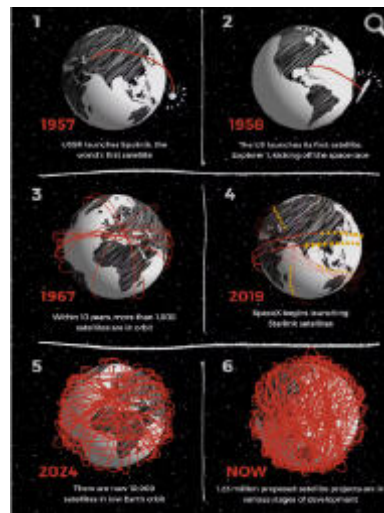 1
1957
USSR launches Sputnik, the
world's first satellite
2
1958
The US launches its first satellite,
Explorer 1, kicking off the space race
3
1967
Within 10 years, more than 1,000
satellites are in orbit
4
2019
SpaceX begins launching
Starlink satellites
5
2024
There are now 10,000
satellites in low Earth orbit
6
NOW
million proposed satellite projects are in
various stages of development